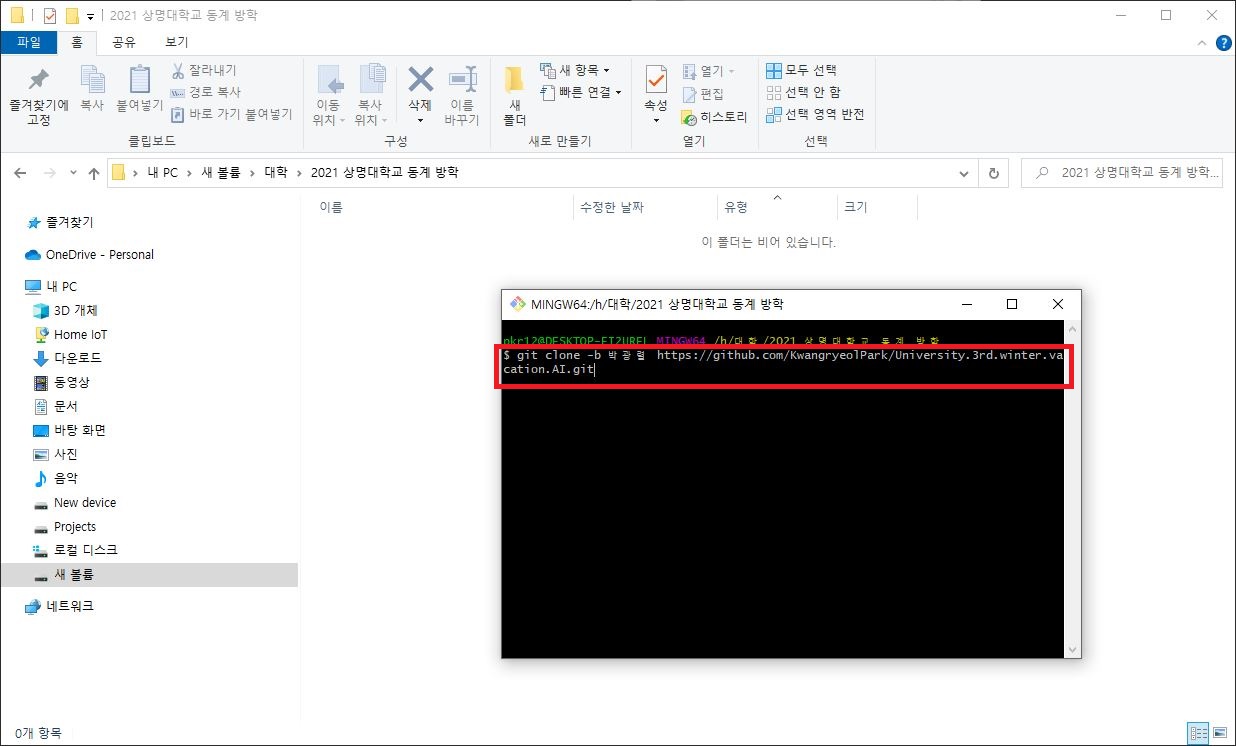 2021 상명대학교 동계 방학
파일 홈 공유 보기
즐겨찾기에 고정
복사
붙여넣기
잘라내기
경로 복사
바로 가기 붙여넣기
클립보드
이동 위치
복사 위치
삭제
이름 바꾸기
구성
새 폴더
새 항목
빠른 연결
새로 만들기
속성
열기
편집
히스토리
열기
모두 선택
선택 안 함
선택 영역 반전
선택
내 PC › 새 볼륨 › 대학 › 2021 상명대학교 동계 방학
2021 상명대학교 동계 방학...
이름 수정한 날짜 유형 크기
이 폴더는 비어 있습니다.
즐겨찾기
OneDrive - Personal
내 PC
3D 개체
Home IoT
다운로드
동영상
문서
바탕 화면
사진
음악
New device
Projects
로컬 디스크
새 볼륨
네트워크
MINGW64:/h/대학/2021 상명대학교 동계 방학
MINGW64 /h/대학/2021 상명대학교 동계 방학
$ git clone -b 박광렬 https://github.com/KwangryeolPark/University.3rd.winter.va
cation.AI.git
0개 항목